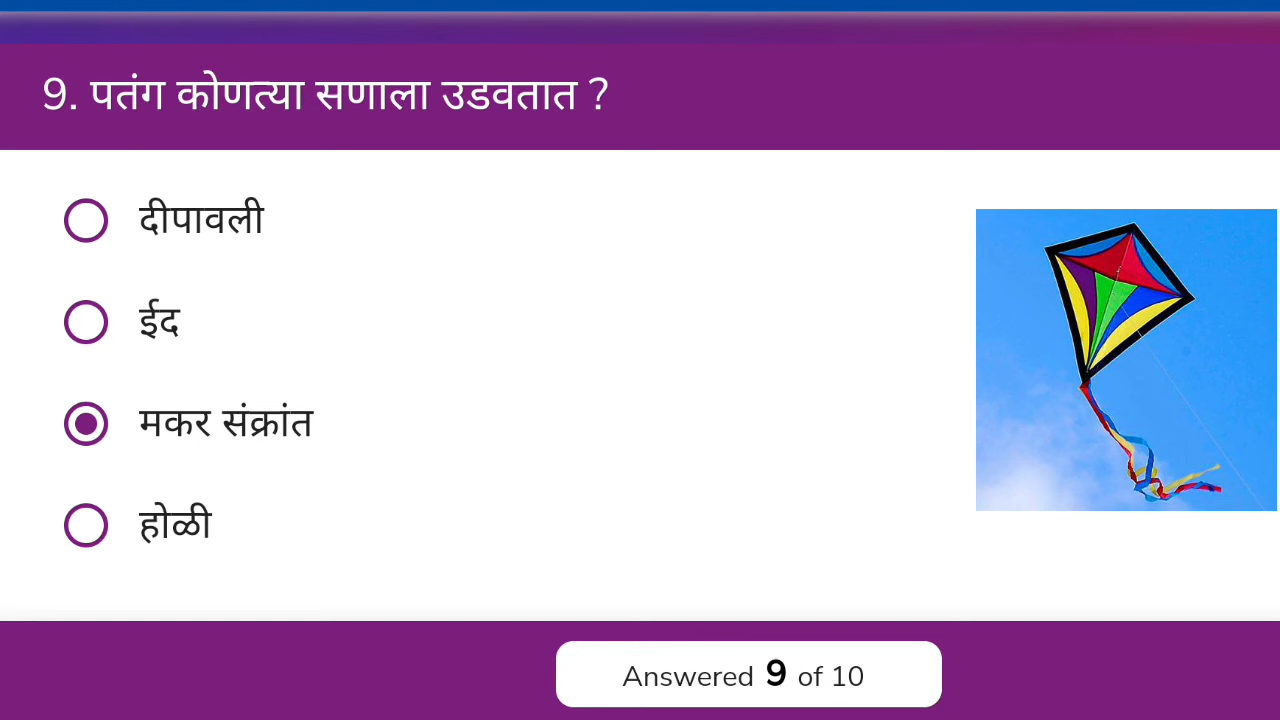 9. पतंग कोणत्या सणाला उडवतात ?
दीपावली
ईद
मकर संक्रांत
होळी
Answered 9 of 10